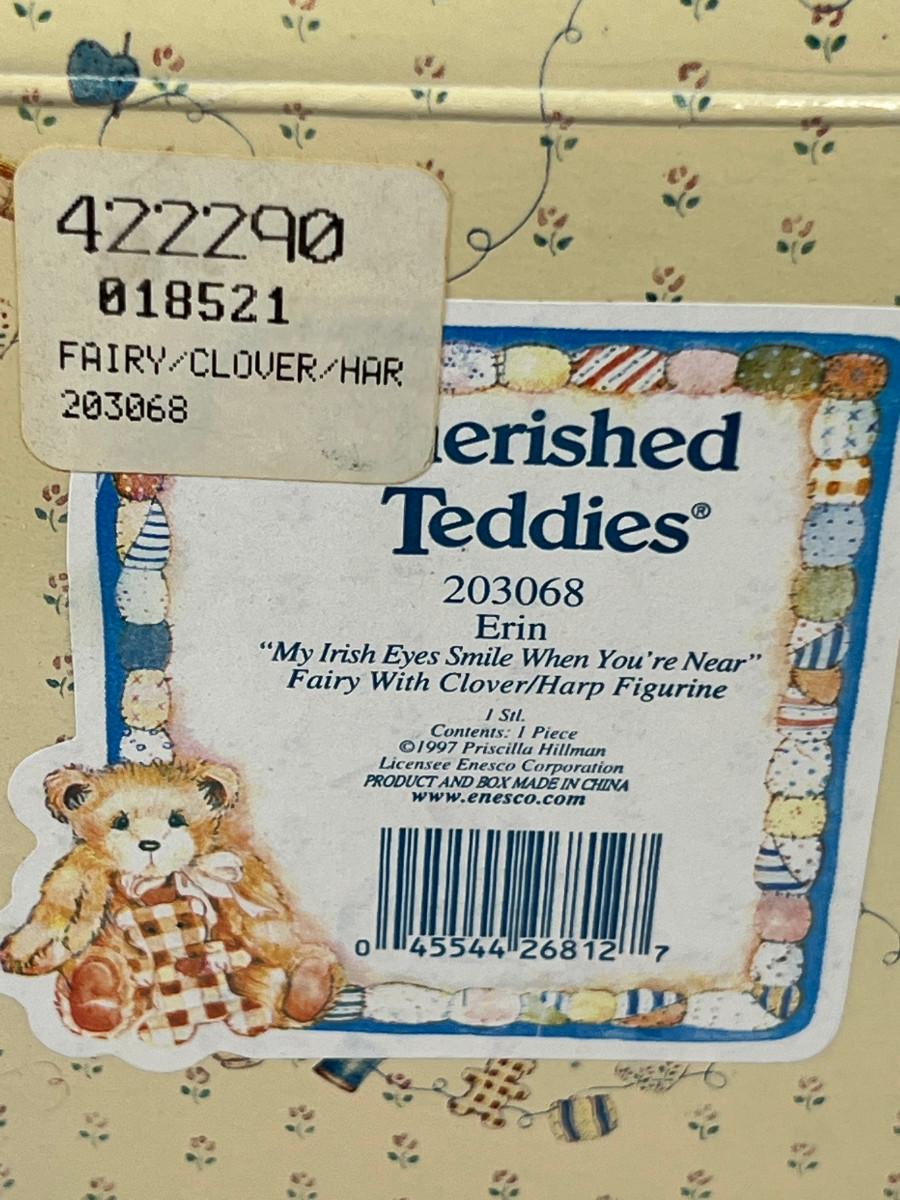 422290
018521
FAIRY/CLOVER/HAR
203068
erished
Teddies®
203068
Erin
“My Irish Eyes Smile When You're Near”
Fairy With Clover/Harp Figurine
1 Stl.
Contents: 1 Piece
©1997 Priscilla Hillman
Licensee Enesco Corporation
PRODUCT AND BOX MADE IN CHINA
www.enesco.com
0 45544 26812 7